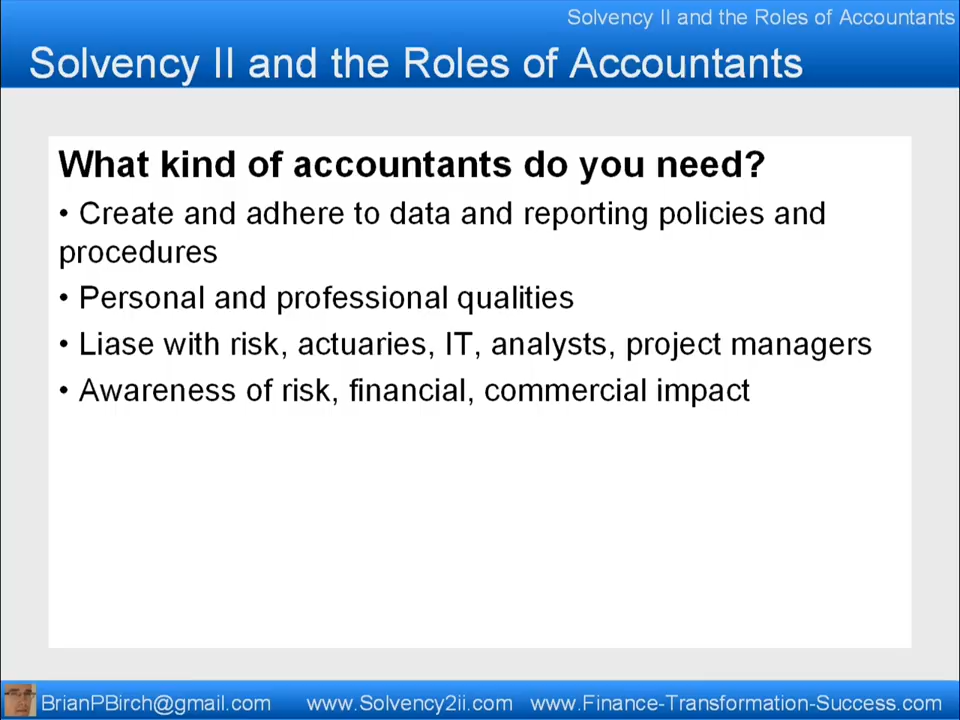 Solvency II and the Roles of Accountants
Solvency II and the Roles of Accountants
What kind of accountants do you need?
• Create and adhere to data and reporting policies and
procedures
• Personal and professional qualities
• Liase with risk, actuaries, IT, analysts, project managers
• Awareness of risk, financial, commercial impact
BrianPBirch@gmail.com www.Solvency2ii.com www.Finance-Transformation-Success.com